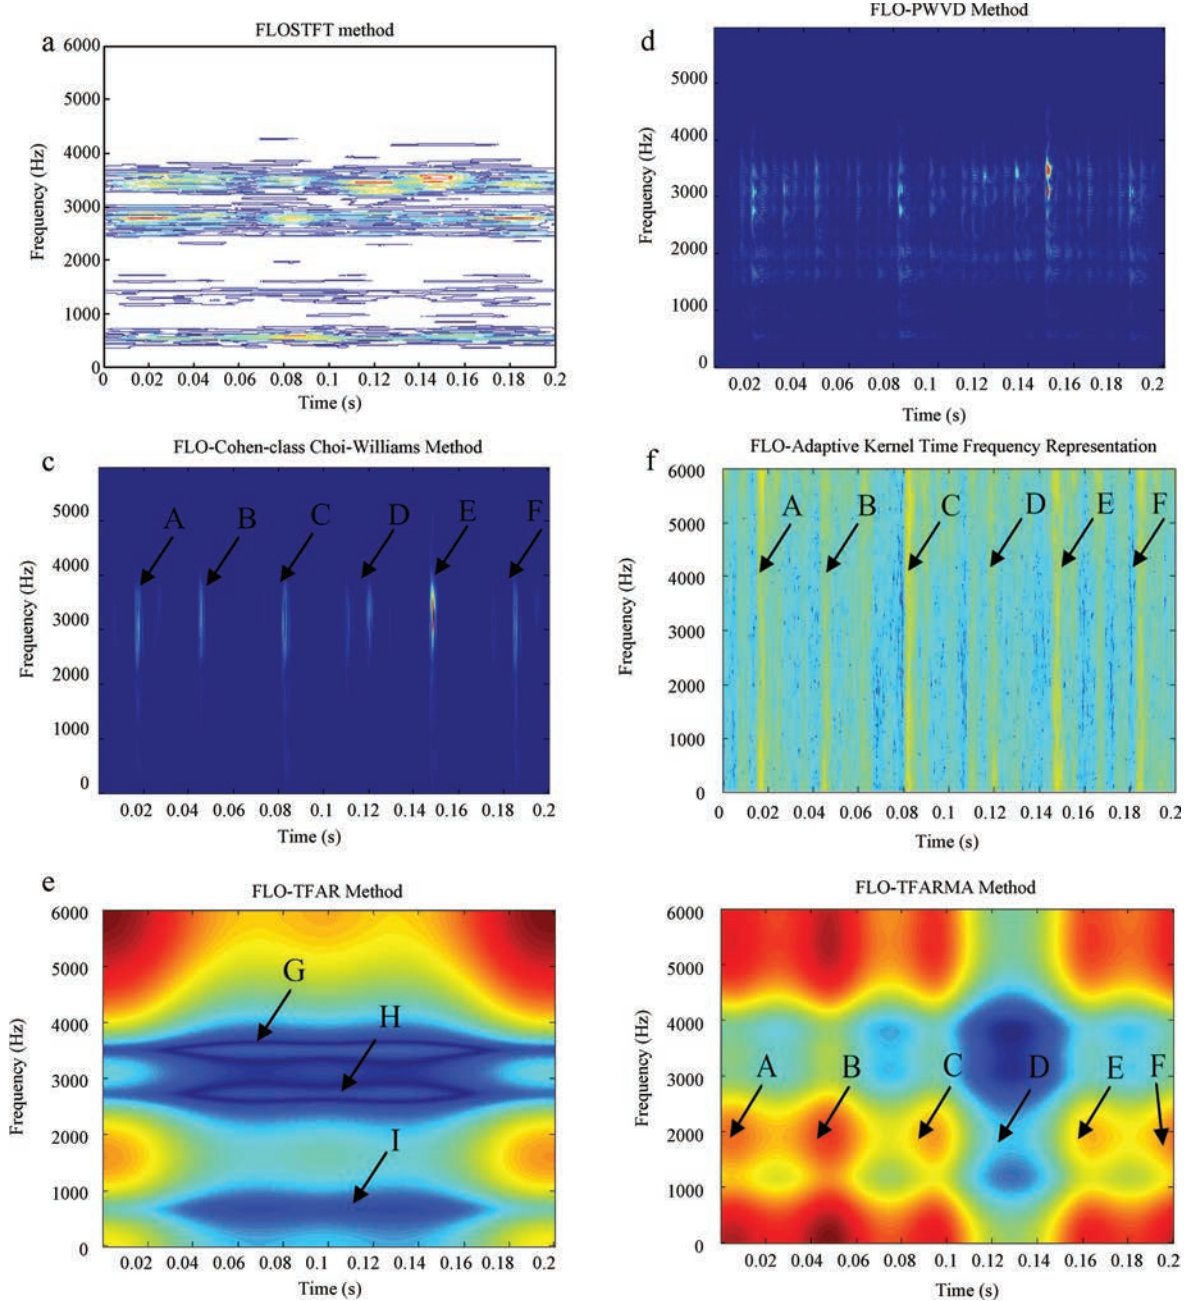 a
FLOSTFT method
6000
5000
4000
3000
2000
1000
0
Frequency (Hz)
0 0.02 0.04 0.06 0.08 0.1 0.12 0.14 0.16 0.18 0.2
Time (s)
d
FLO-PWVD Method
5000
4000
3000
2000
1000
0
Frequency (Hz)
0.02 0.04 0.06 0.08 0.1 0.12 0.14 0.16 0.18 0.2
Time (s)
c
FLO-Cohen-class Choi-Williams Method
A B C D E F
5000
4000
3000
2000
1000
0
Frequency (Hz)
0.02 0.04 0.06 0.08 0.1 0.12 0.14 0.16 0.18 0.2
Time (s)
f
FLO-Adaptive Kernel Time Frequency Representation
A B C D E F
6000
5000
4000
3000
2000
1000
0
Frequency (Hz)
0 0.02 0.04 0.06 0.08 0.1 0.12 0.14 0.16 0.18 0.2
Time (s)
e
FLO-TFAR Method
G
H
I
6000
5000
4000
3000
2000
1000
0
Frequency (Hz)
0.02 0.04 0.06 0.08 0.1 0.12 0.14 0.16 0.18 0.2
Time (s)
FLO-TFARMA Method
A B C D E F
6000
5000
4000
3000
2000
1000
0
Frequency (Hz)
0.02 0.04 0.06 0.08 0.1 0.12 0.14 0.16 0.18 0.2
Time (s)